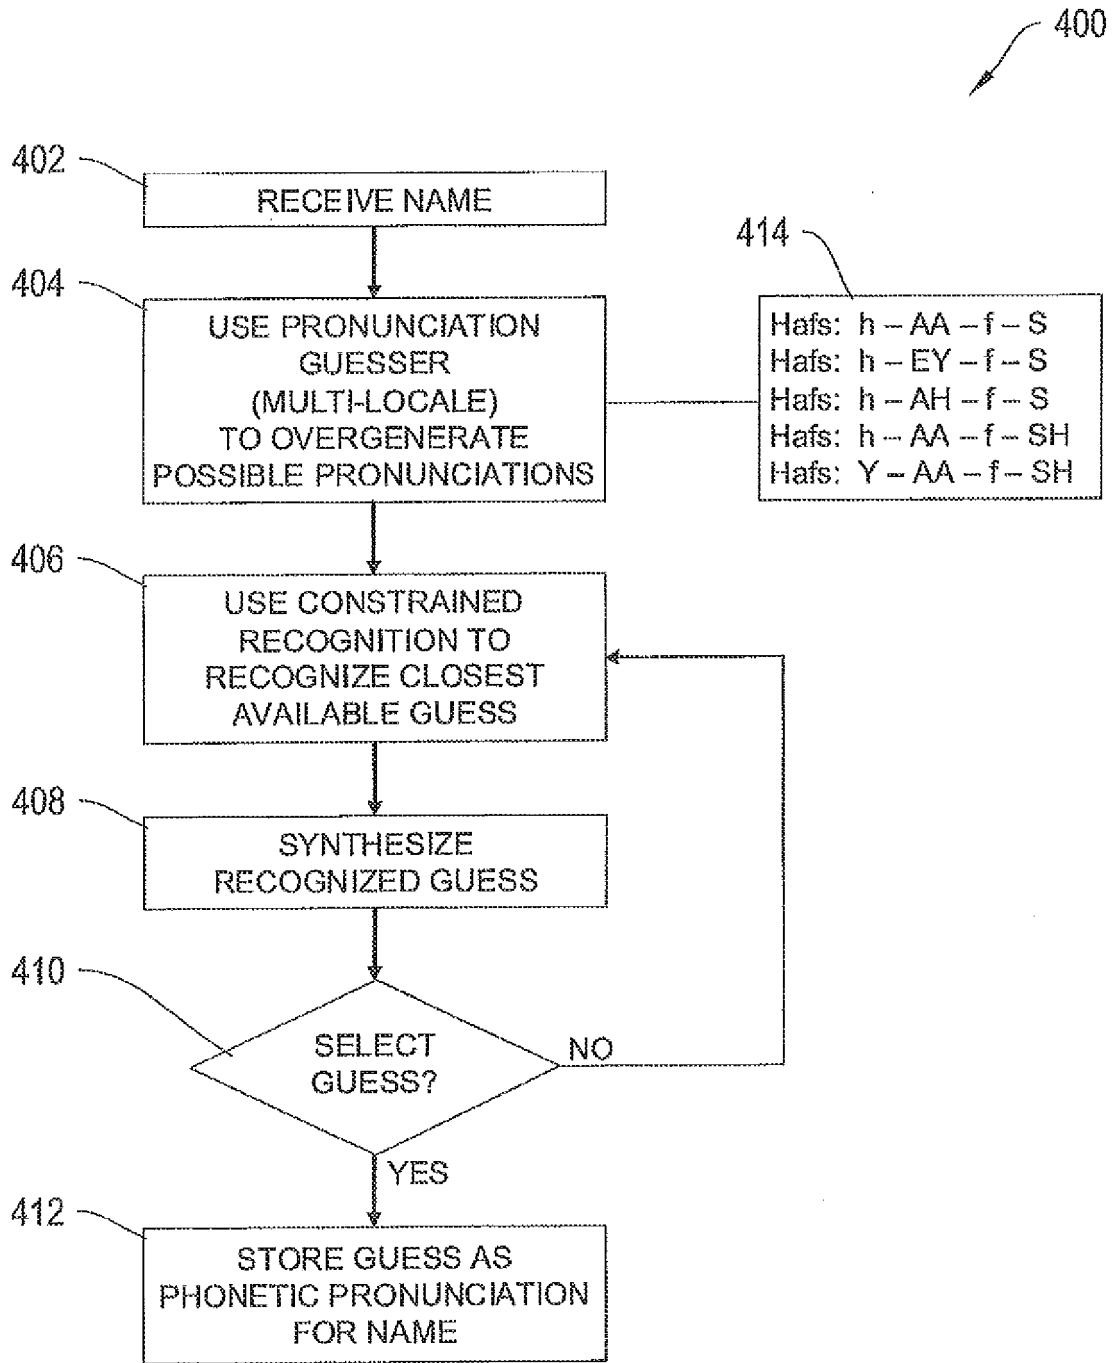 400
402
RECEIVE NAME
404
USE PRONUNCIATION
GUESSER
(MULTI-LOCALE)
TO OVERGENERATE
POSSIBLE PRONUNCIATIONS
414
Hafs: h – AA – f – S
Hafs: h – EY – f – S
Hafs: h – AH – f – S
Hafs: h – AA – f – SH
Hafs: Y – AA – f – SH
406
USE CONSTRAINED
RECOGNITION TO
RECOGNIZE CLOSEST
AVAILABLE GUESS
408
SYNTHESIZE
RECOGNIZED GUESS
410
SELECT
GUESS?
NO
YES
412
STORE GUESS AS
PHONETIC PRONUNCIATION
FOR NAME